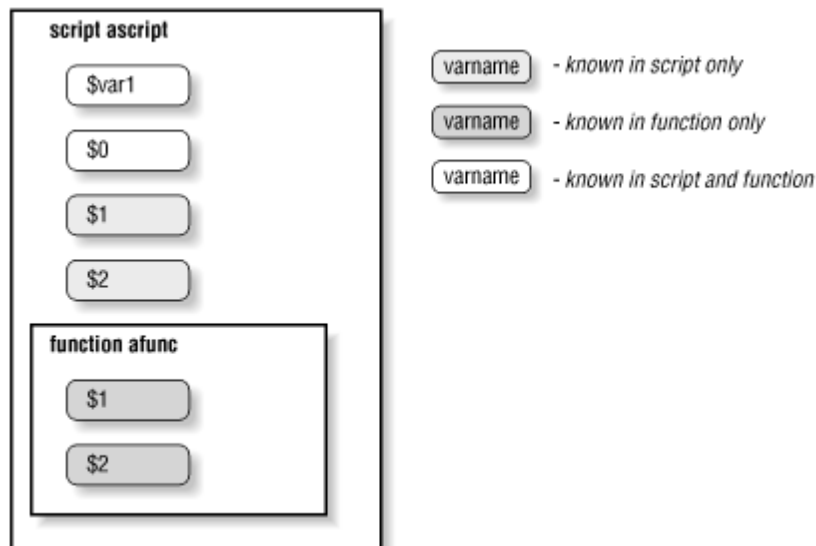 script ascript
$var1
$0
$1
$2
function afunc
$1
$2
varname - known in script only
varname - known in function only
varname - known in script and function